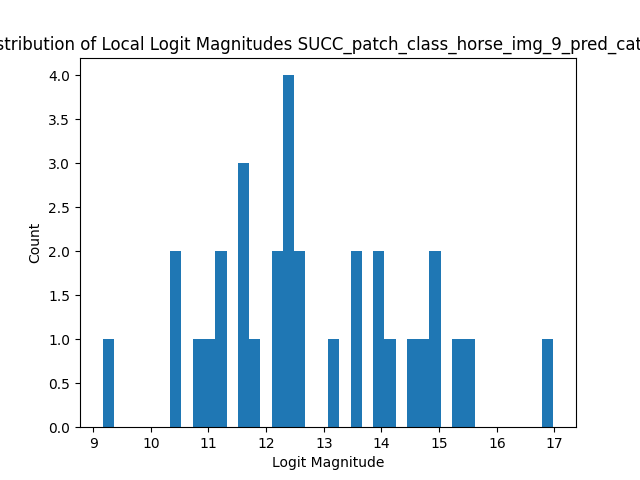 stribution of Local Logit Magnitudes SUCC_patch_class_horse_img_9_pred_cat
4.0
3.5
3.0
2.5
2.0
1.5
1.0
0.5
0.0
Count
9 10 11 12 13 14 15 16 17
Logit Magnitude